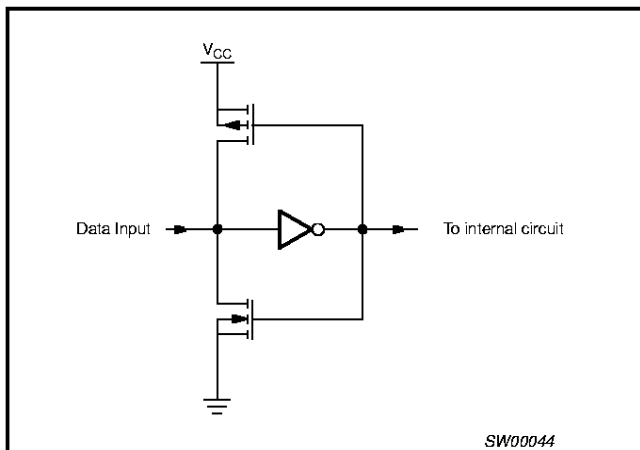 VCC
Data Input
To internal circuit
SW00044